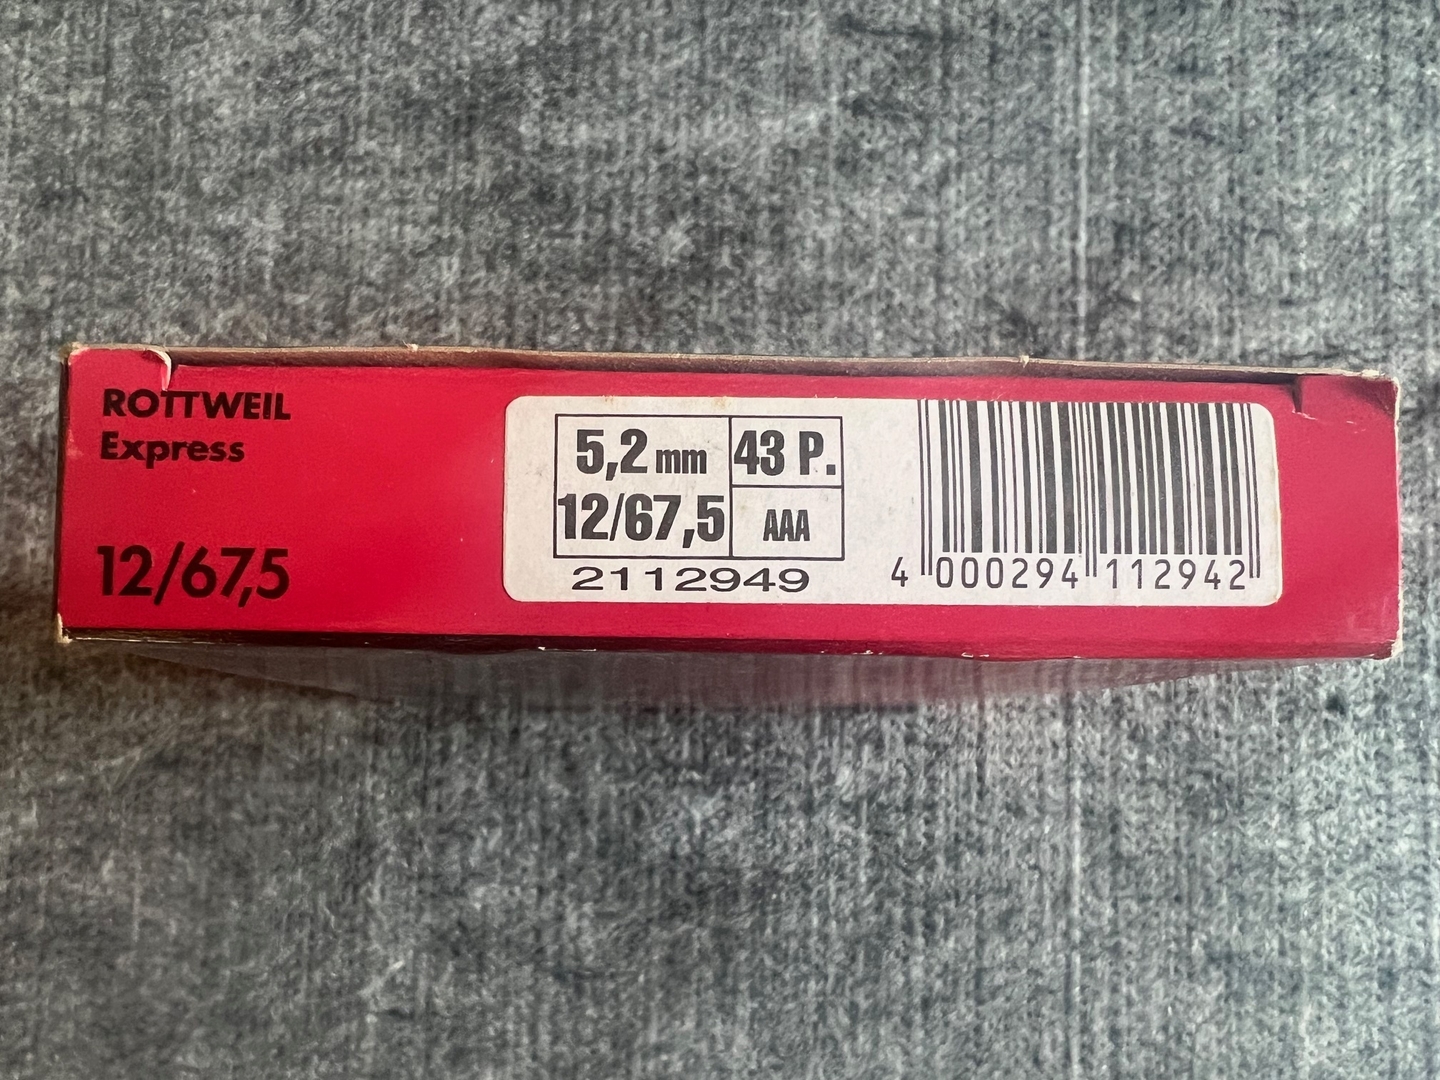 ROTTWEIL
Express
12/67,5
5,2 mm
43 P.
12/67,5
AAA
2112949
4 000294 112942